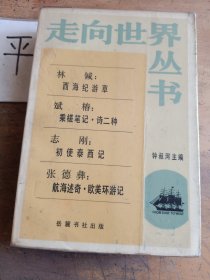 平
走向世界丛书
林鍼：
西海纪游草
斌椿：
乘槎笔记·诗二种
志刚：
初使泰西记
张德彝：
航海述奇·欧美环游记
钟叔河主编
岳麓书社出版